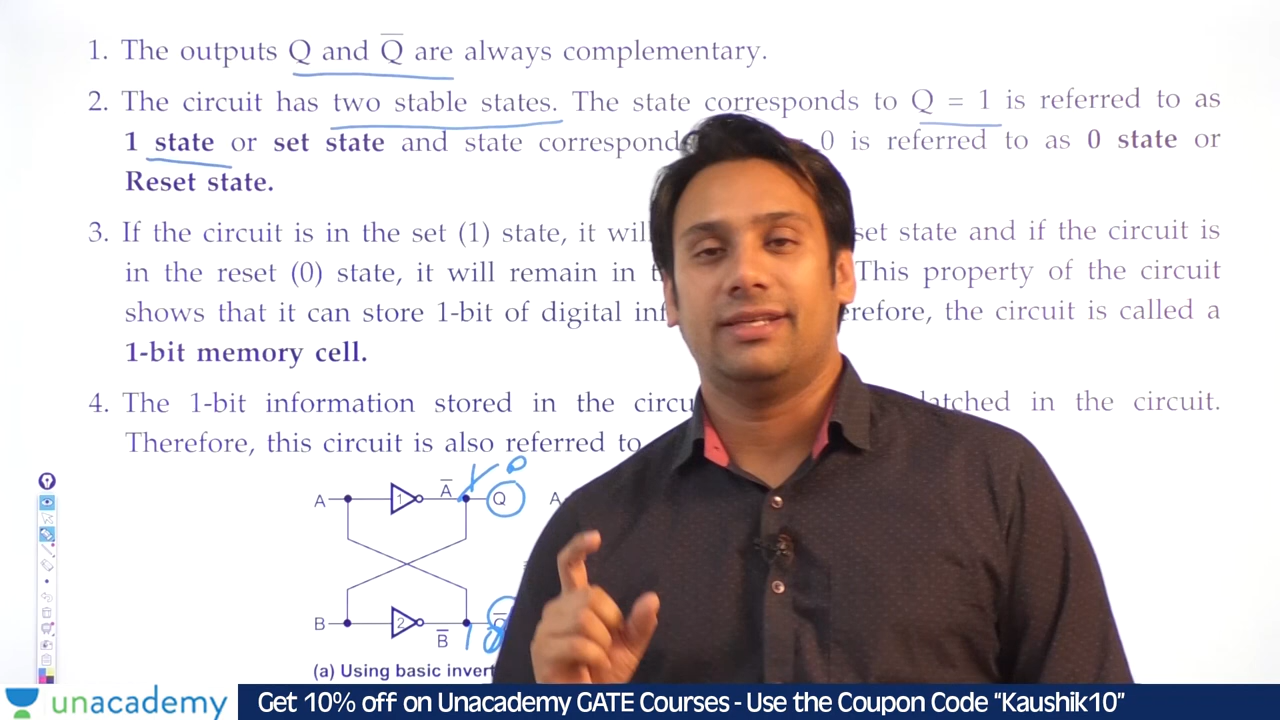 1. The outputs Q and Q̅ are always complementary.
2. The circuit has two stable states. The state corresponds to Q = 1 is referred to as
1 state or set state and state correspond 0 is referred to as 0 state or
Reset state.
3. If the circuit is in the set (1) state, it will set state and if the circuit is
in the reset (0) state, it will remain in This property of the circuit
shows that it can store 1-bit of digital the circuit is called a
1-bit memory cell.
4. The 1-bit information stored in the latched in the circuit.
Therefore, this circuit is also referred to
A 1 A̅ Q A
0
B 2 B̅ 1
(a) Using basic
unacademy
Get 10% off on Unacademy GATE Courses - Use the Coupon Code “Kaushik10”